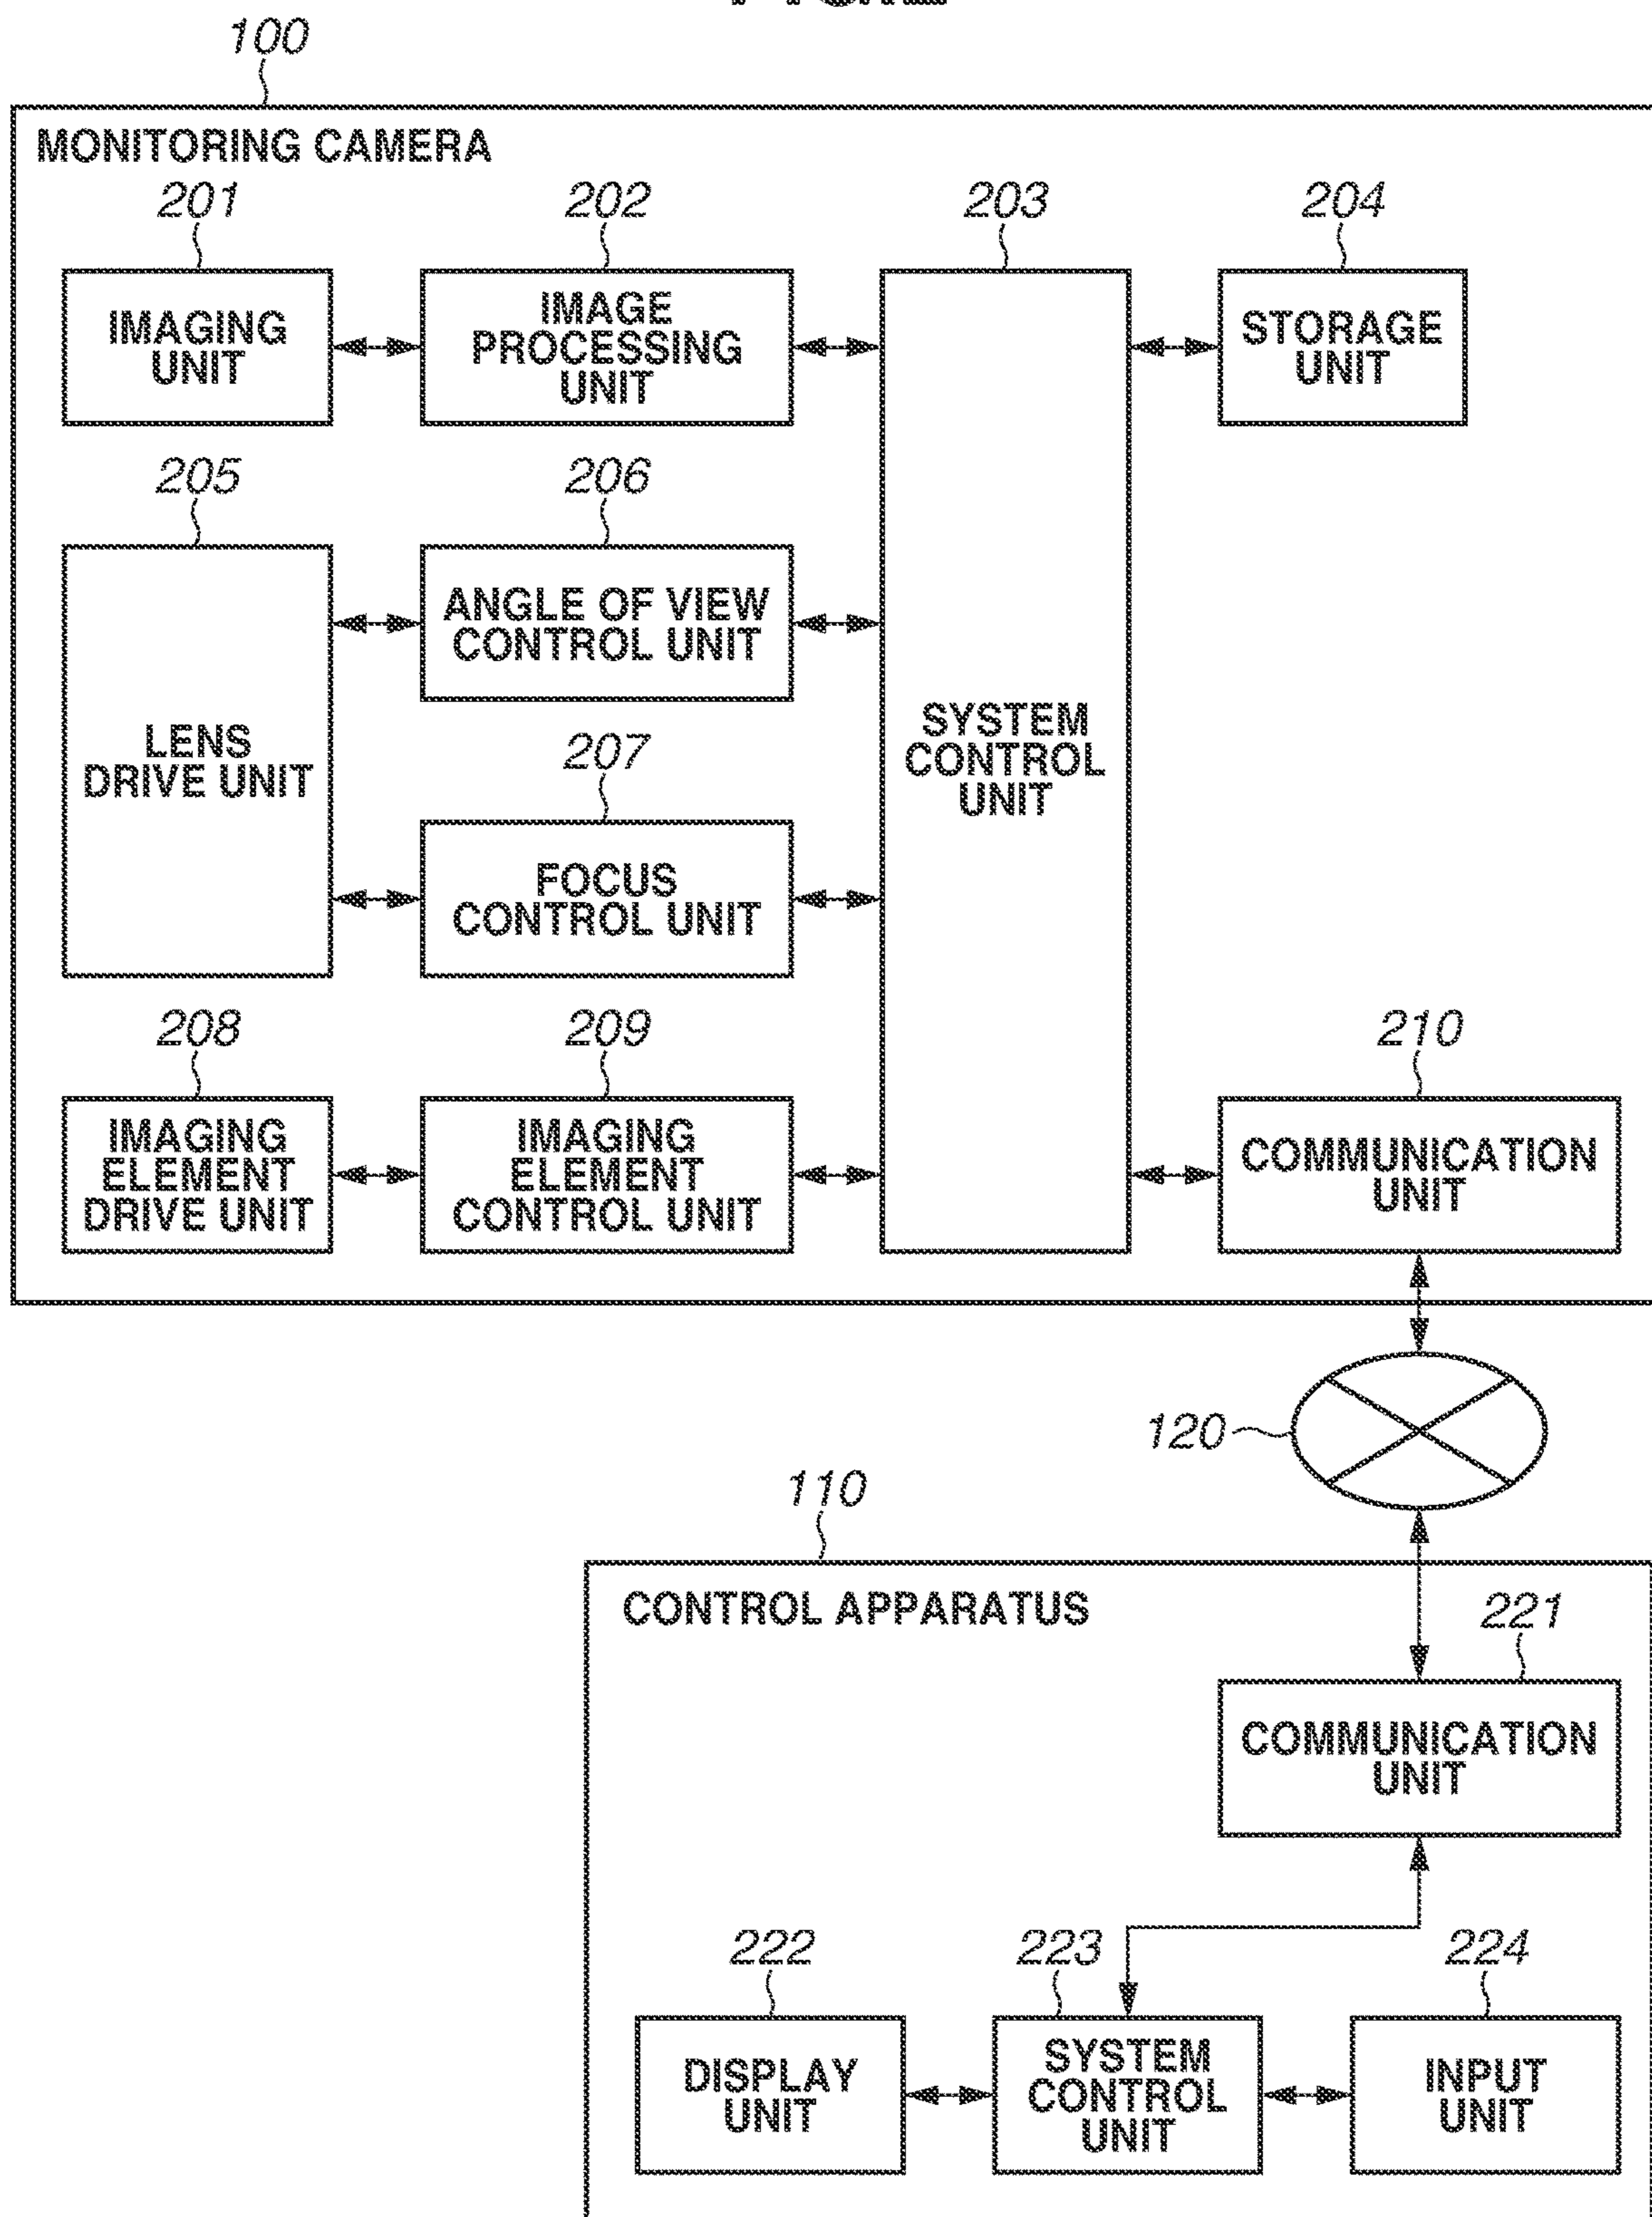 100
MONITORING CAMERA
201
202
203
204
IMAGING
UNIT
IMAGE
PROCESSING
UNIT
STORAGE
UNIT
205
206
ANGLE OF VIEW
CONTROL UNIT
LENS
DRIVE UNIT
SYSTEM
CONTROL
UNIT
207
FOCUS
CONTROL UNIT
208
209
210
IMAGING
ELEMENT
DRIVE UNIT
IMAGING
ELEMENT
CONTROL UNIT
COMMUNICATION
UNIT
120
110
CONTROL APPARATUS
221
COMMUNICATION
UNIT
222
223
224
DISPLAY
UNIT
SYSTEM
CONTROL
UNIT
INPUT
UNIT